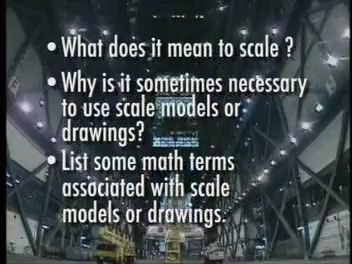 • What does it mean to scale ?
• Why is it sometimes necessary
to use scale models or
drawings?
• List some math terms
associated with scale
models or drawings.